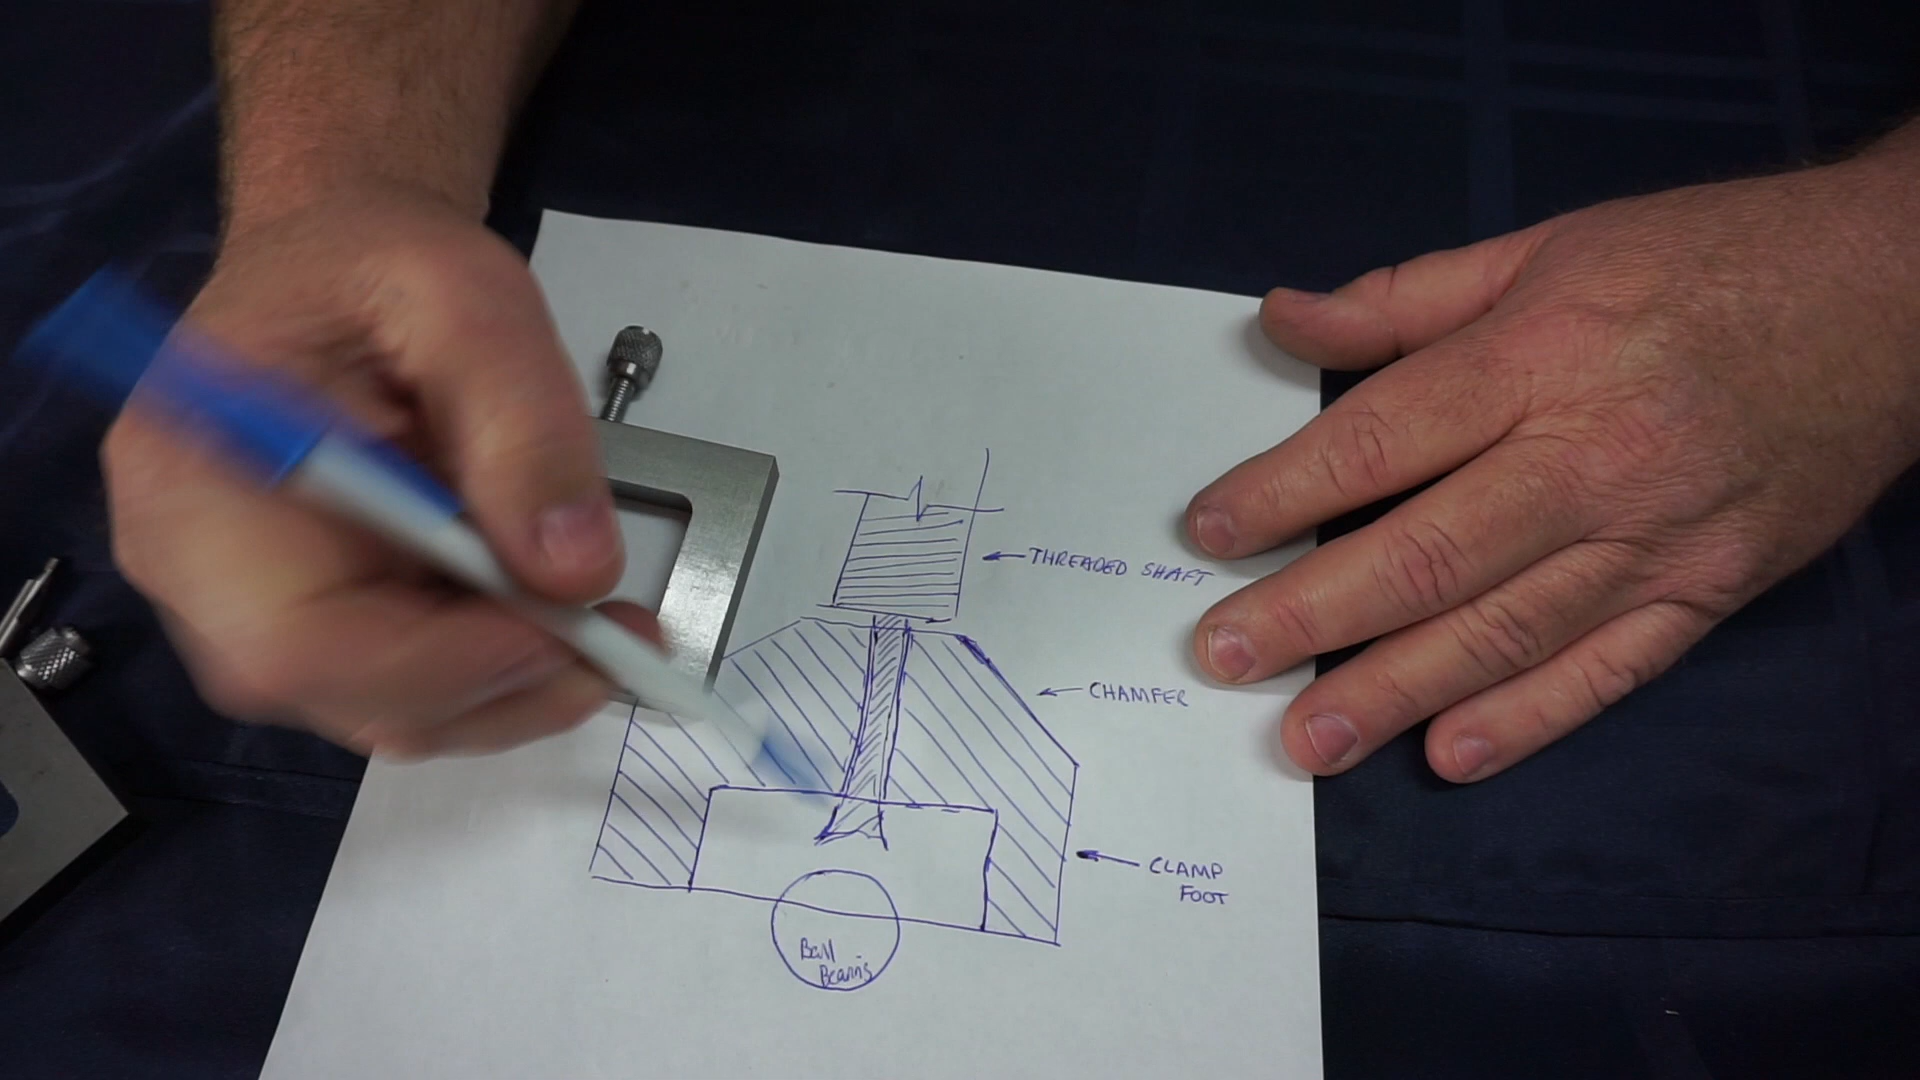 THREADED SHAFT
CHAMFER
CLAMP
FOOT
Ball
Bearing